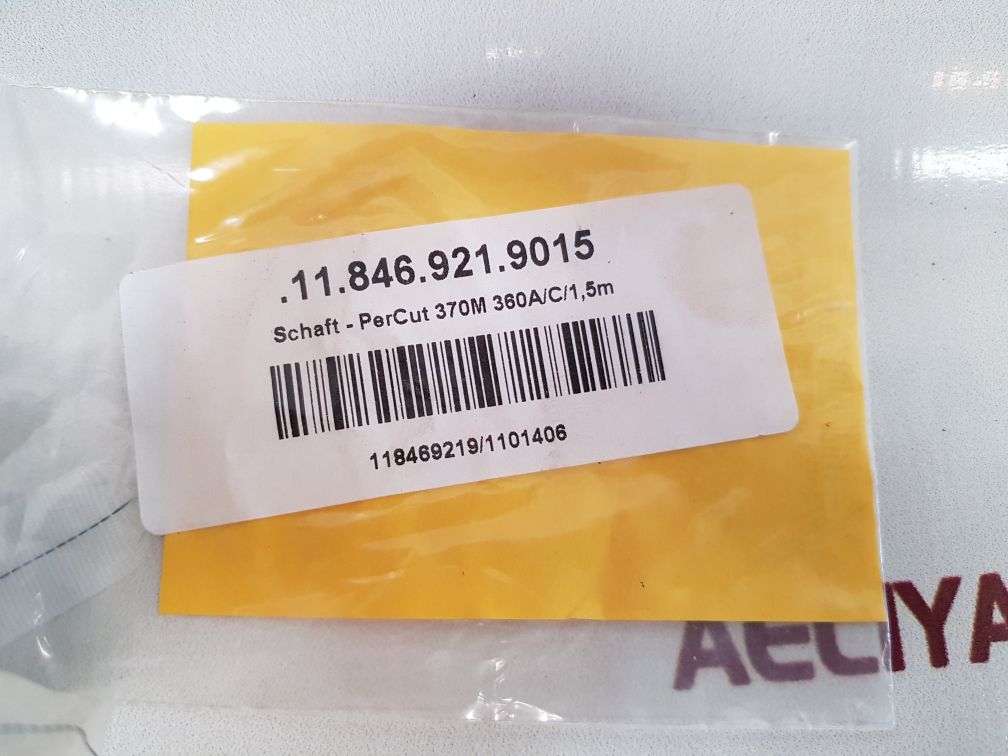 .11.846.921.9015
Schaft - PerCut 370M 360A/C/1,5m
118469219/1101406